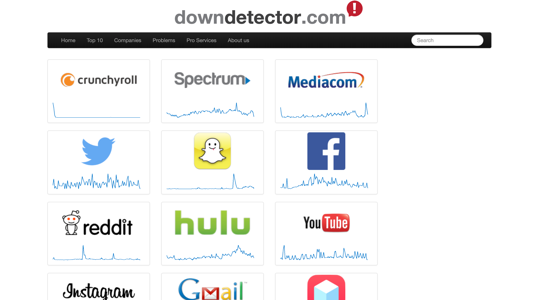 downdetector.com!
Home Top 10 Companies Problems Pro Services About us Search
crunchyroll Spectrum Mediacom
f
reddit hulu YouTube
Instagram Gmail